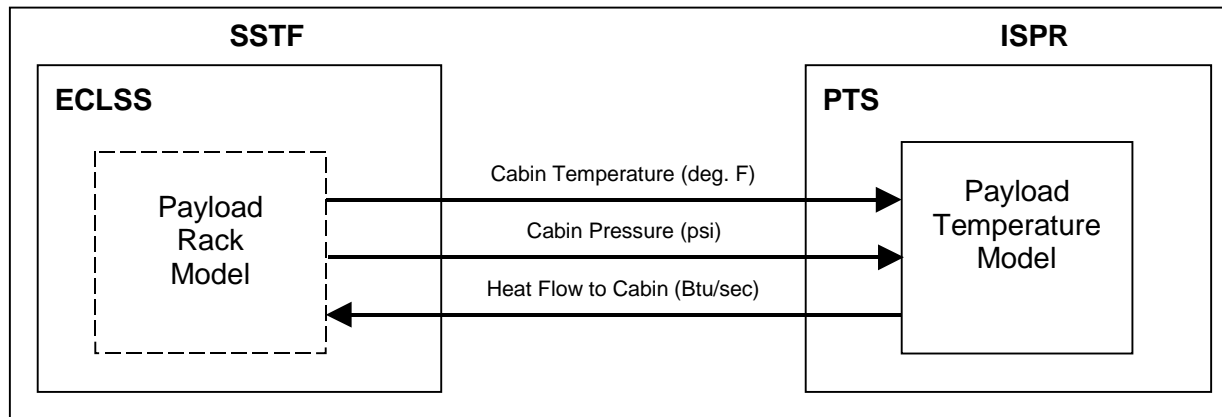 SSTF
ISPR
ECLSS
PTS
Payload
Rack
Model
Cabin Temperature (deg. F)
Cabin Pressure (psi)
Heat Flow to Cabin (Btu/sec)
Payload
Temperature
Model